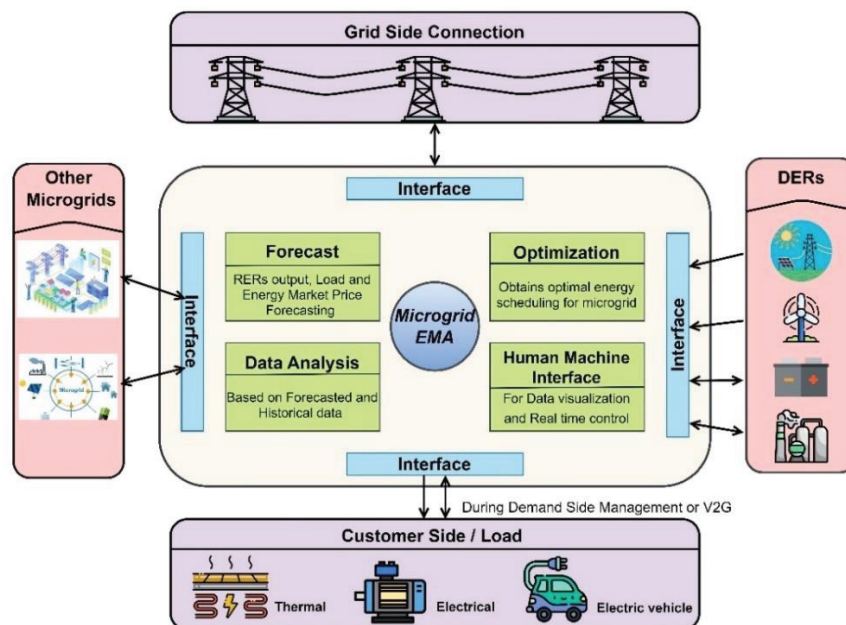 Grid Side Connection
Other
Microgrids
DERs
Interface
Interface
Forecast
RERs output, Load and
Energy Market Price
Forecasting
Optimization
Obtains optimal energy
scheduling for microgrid
Microgrid
EMA
Data Analysis
Based on Forecasted and
Historical data
Human Machine
Interface
For Data visualization
and Real time control
Interface
Microgrid
Interface
During Demand Side Management or V2G
Customer Side / Load
Thermal
Electrical
Electric vehicle